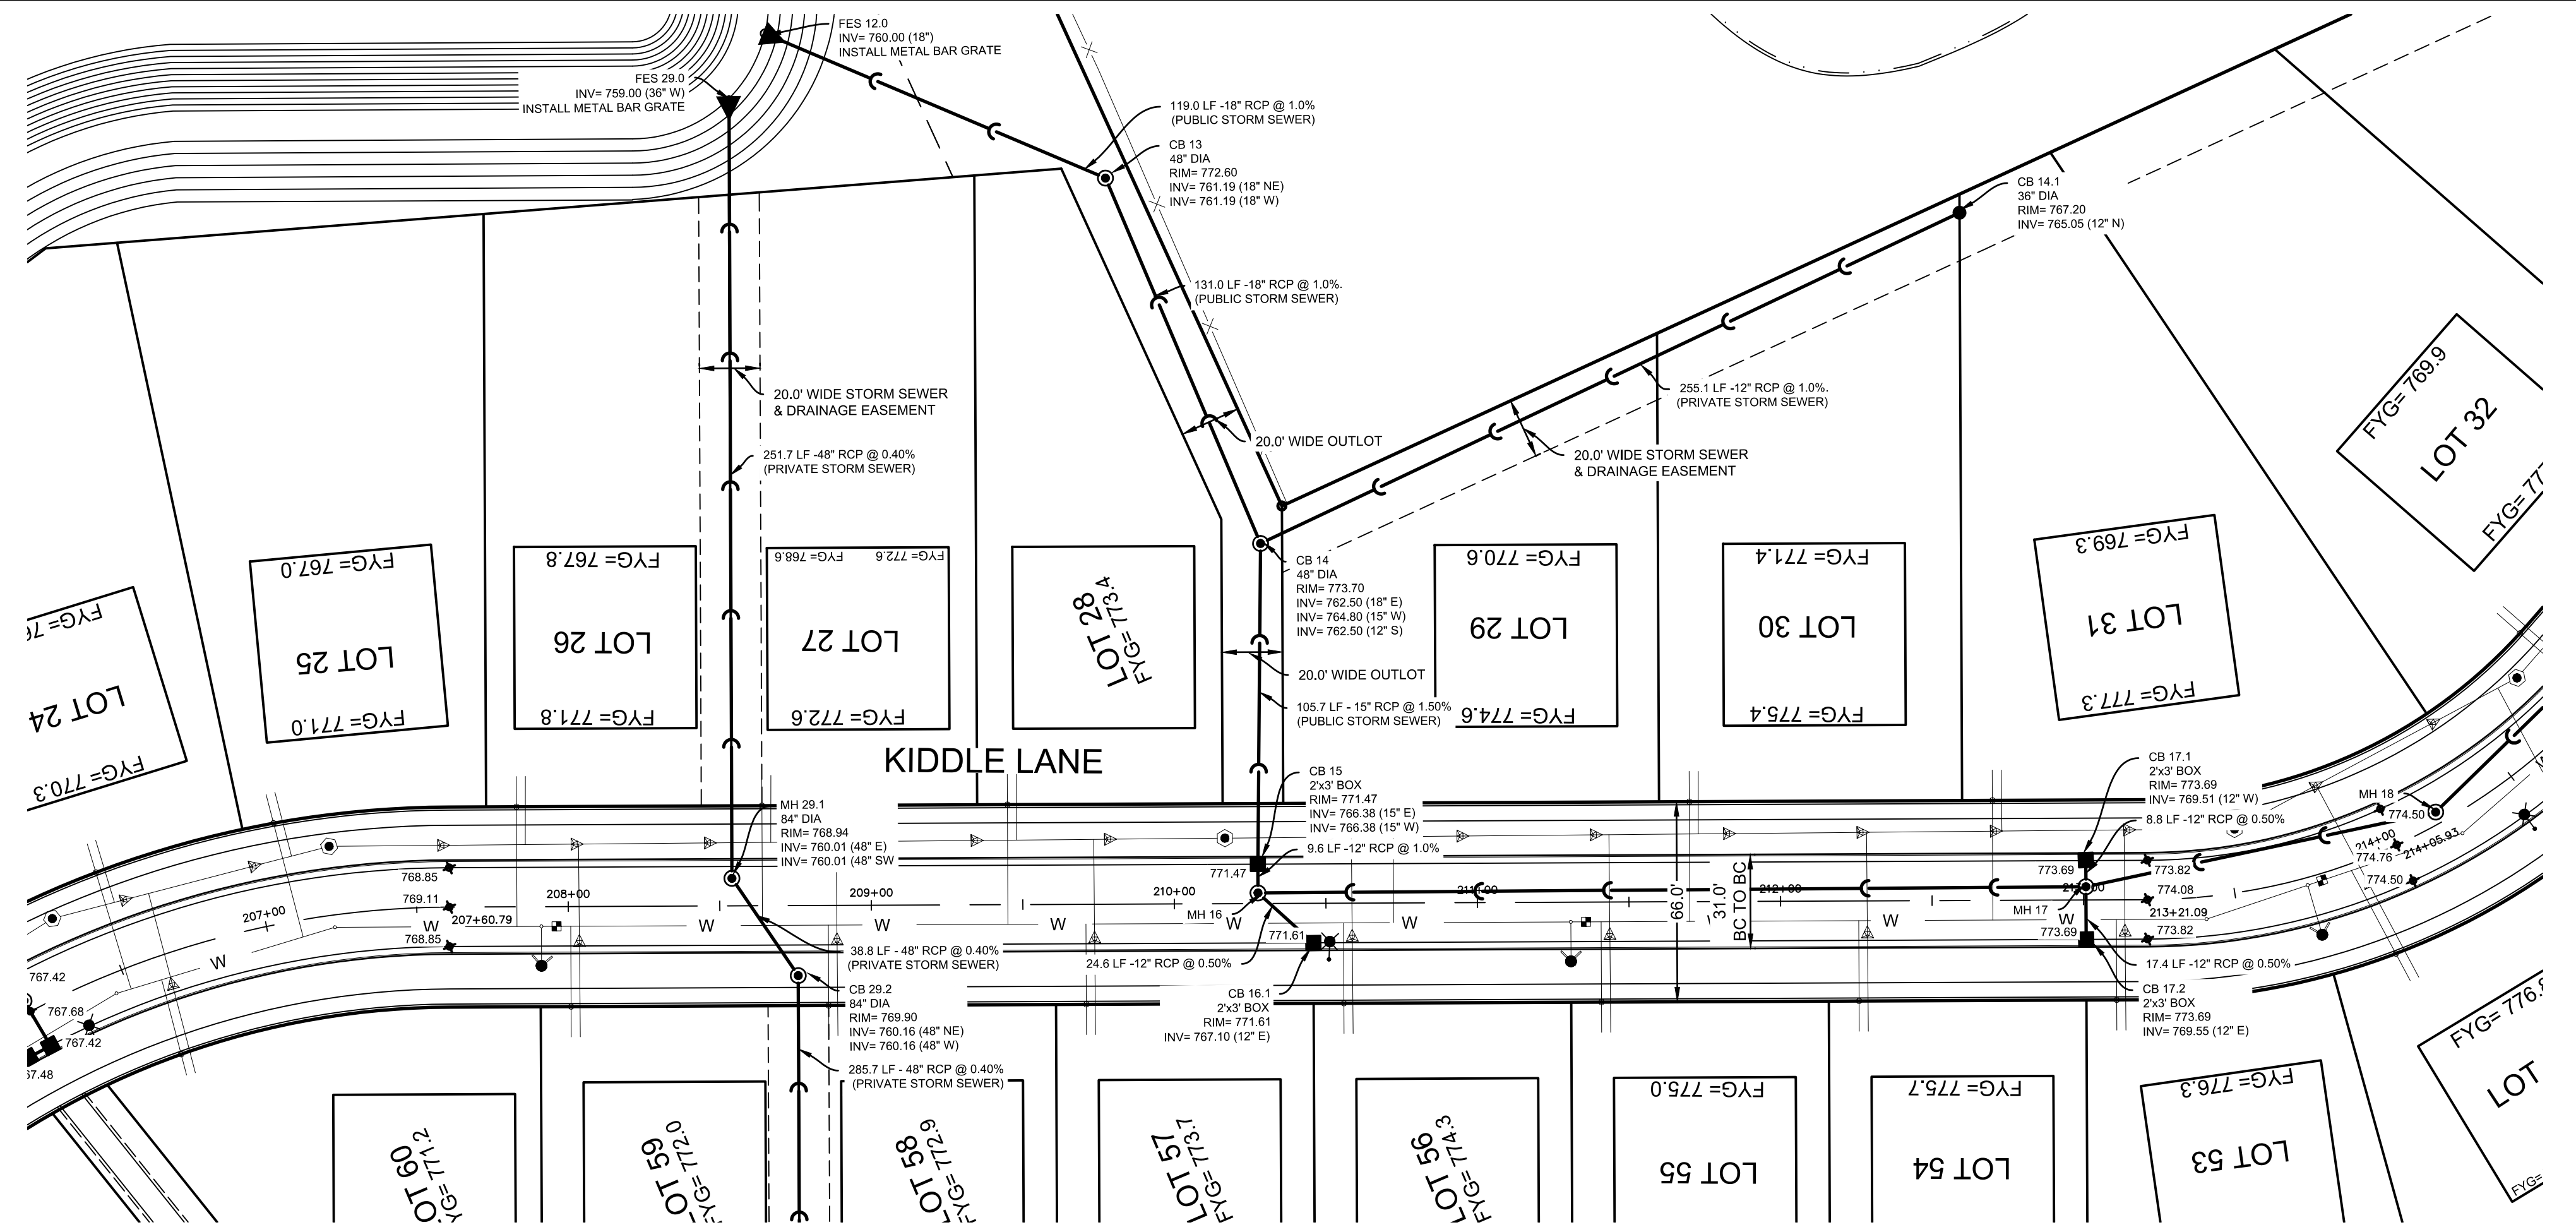 FES 12.0
INV= 760.00 (18")
INSTALL METAL BAR GRATE
FES 29.0
INV= 759.00 (36" W)
INSTALL METAL BAR GRATE
119.0 LF -18" RCP @ 1.0%
(PUBLIC STORM SEWER)
CB 13
48" DIA
RIM= 772.60
INV= 761.19 (18" NE)
INV= 761.19 (18" W)
CB 14.1
36" DIA
RIM= 767.20
INV= 765.05 (12" N)
131.0 LF -18" RCP @ 1.0%.
(PUBLIC STORM SEWER)
20.0' WIDE STORM SEWER
& DRAINAGE EASEMENT
255.1 LF -12" RCP @ 1.0%.
(PRIVATE STORM SEWER)
20.0' WIDE OUTLOT
251.7 LF -48" RCP @ 0.40%
(PRIVATE STORM SEWER)
20.0' WIDE STORM SEWER
& DRAINAGE EASEMENT
FYG= 769.9
LOT 32
FYG= 77
FYG= 767.0
LOT 25
FYG= 771.0
FYG= 767.8
LOT 26
FYG= 771.8
FYG= 768.6
FYG= 772.6
LOT 27
FYG= 772.6
LOT 28
FYG= 773.4
CB 14
48" DIA
RIM= 773.70
INV= 762.50 (18" E)
INV= 764.80 (15" W)
INV= 762.50 (12" S)
FYG= 770.6
LOT 29
FYG= 774.6
FYG= 771.4
LOT 30
FYG= 775.4
FYG= 769.3
LOT 31
FYG= 777.3
FYG= 76
LOT 24
FYG= 770.3
20.0' WIDE OUTLOT
105.7 LF - 15" RCP @ 1.50%
(PUBLIC STORM SEWER)
KIDDLE LANE
CB 15
2'x3' BOX
RIM= 771.47
INV= 766.38 (15" E)
INV= 766.38 (15" W)
9.6 LF -12" RCP @ 1.0%
CB 17.1
2'x3' BOX
RIM= 773.69
INV= 769.51 (12" W)
8.8 LF -12" RCP @ 0.50%
MH 18
774.50
MH 29.1
84" DIA
RIM= 768.94
INV= 760.01 (48" E)
INV= 760.01 (48" SW
768.85
769.11
768.85
207+00
207+60.79
208+00
209+00
210+00
211+00
212+00
214+00
214+05.93
771.47
773.69
773.82
774.76
774.50
774.08
213+21.09
773.82
773.69
MH 16
MH 17
W
W
W
W
W
W
W
W
W
66.0'
31.0'
BC TO BC
771.61
38.8 LF - 48" RCP @ 0.40%
(PRIVATE STORM SEWER)
24.6 LF -12" RCP @ 0.50%
17.4 LF -12" RCP @ 0.50%
CB 29.2
84" DIA
RIM= 769.90
INV= 760.16 (48" NE)
INV= 760.16 (48" W)
CB 16.1
2'x3' BOX
RIM= 771.61
INV= 767.10 (12" E)
CB 17.2
2'x3' BOX
RIM= 773.69
INV= 769.55 (12" E)
285.7 LF - 48" RCP @ 0.40%
(PRIVATE STORM SEWER)
767.42
767.68
767.42
67.48
LOT 60
FYG= 771.2
LOT 59
FYG= 772.0
LOT 58
FYG= 772.9
LOT 57
FYG= 773.7
LOT 56
FYG= 774.3
FYG= 775.0
LOT 55
FYG= 775.7
LOT 54
FYG= 776.3
LOT 53
FYG= 776.
LOT
FYG=